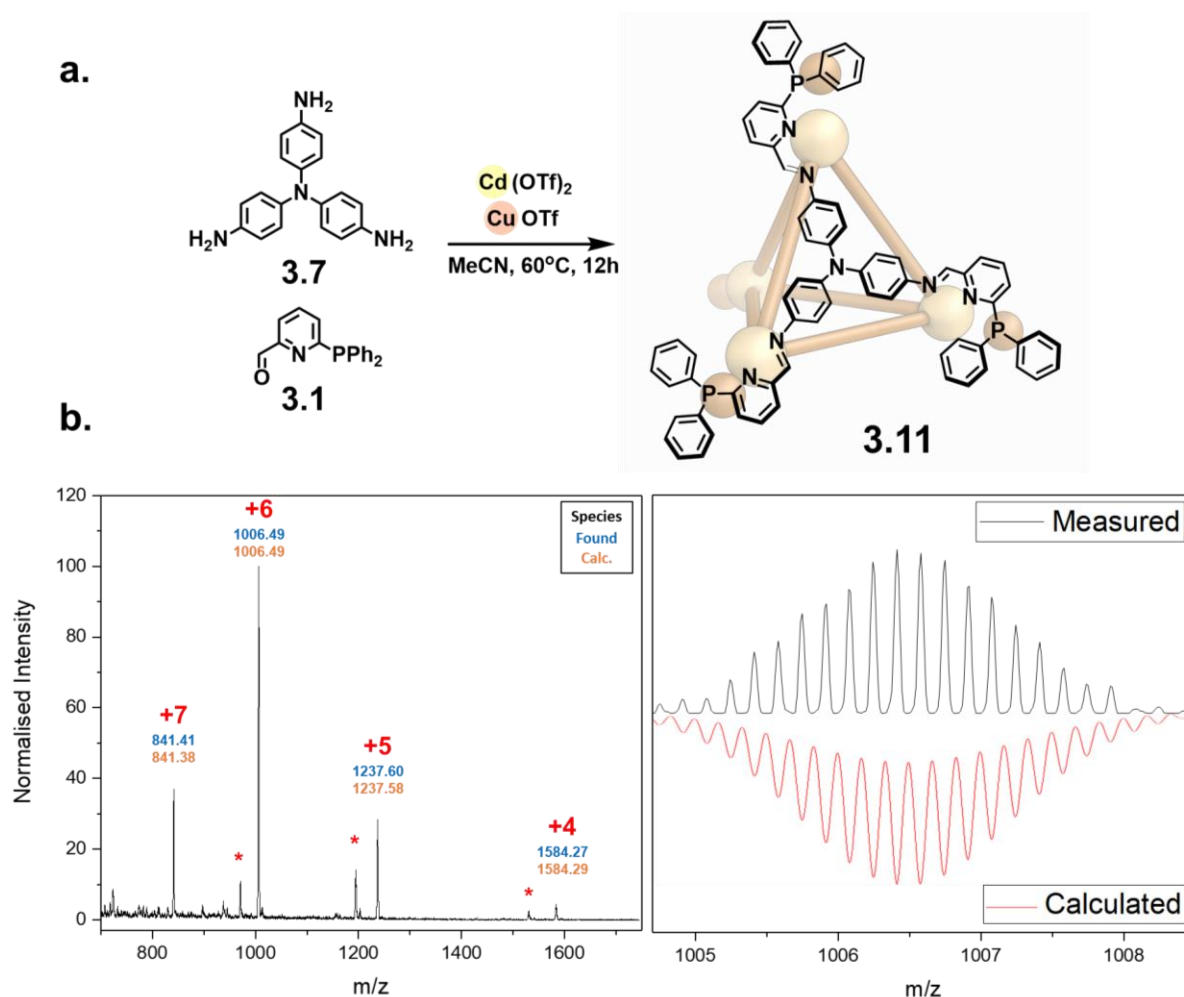 a.
NH2
N
H2N
NH2
3.7
N
PPh2
O
3.1
Cd(OTf)2
CuOTf
MeCN, 60°C, 12h
P
N
N
N
N
N
P
N
N
P
3.11
b.
120
100
80
60
40
20
0
Normalised Intensity
800
1000
1200
1400
1600
m/z
+7
841.41
841.38
*
+6
1006.49
1006.49
*
+5
1237.60
1237.58
*
+4
1584.27
1584.29
Species
Found
Calc.
Measured
Calculated
1005
1006
1007
1008
m/z